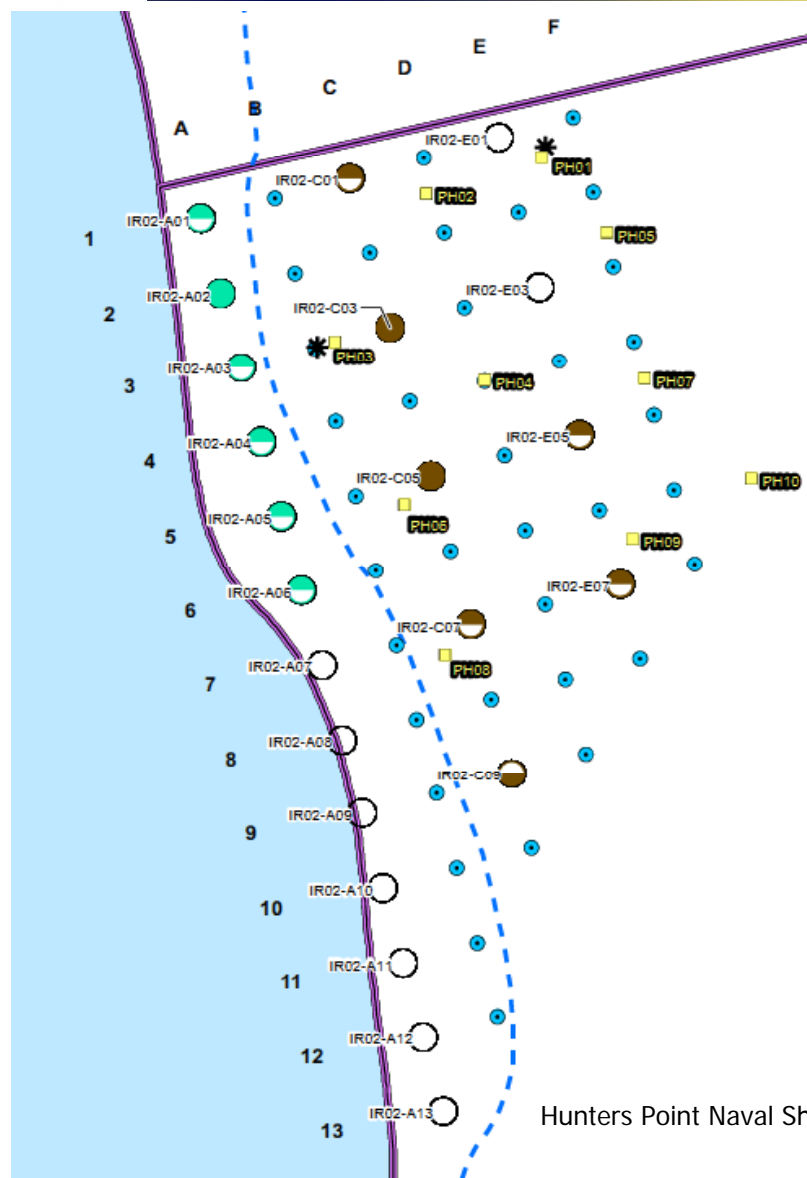 F
E
D
C
B
A
IR02-E01
PH01
IR02-C01
PH02
IR02-A01
1
PH05
IR02-A02
IR02-E03
2
IR02-C03
PH03
IR02-A03
3
PH04
PH07
IR02-A04
4
IR02-E05
IR02-C05
PH10
IR02-A05
PH06
5
PH09
IR02-A06
IR02-E07
6
IR02-C07
IR02-A07
PH08
7
IR02-A08
8
IR02-C09
IR02-A09
9
IR02-A10
10
IR02-A11
11
IR02-A12
12
IR02-A13
Hunters Point Naval Sh
13